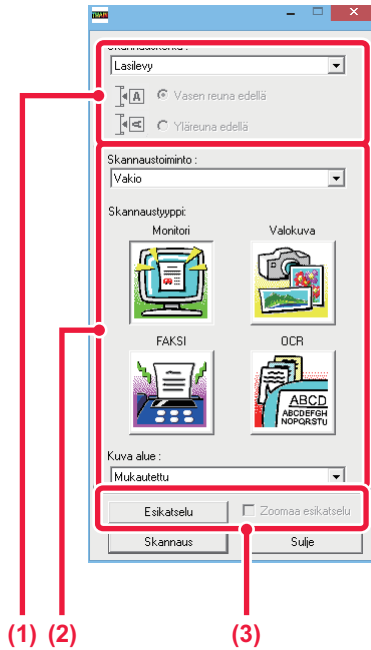 TWAIN
Lasilevy
A
Vasen reuna edellä
A
Yläreuna edellä
Skannaustoiminto :
Vakio
Skannaustyyppi:
Monitori Valokuva
FAKSI OCR
ABCD
ABCDEFGH
NOPQRSTU
Kuva alue :
Mukautettu
Esikatselu Zoomaa esikatselu
Skannaus Sulje
(1) (2) (3)